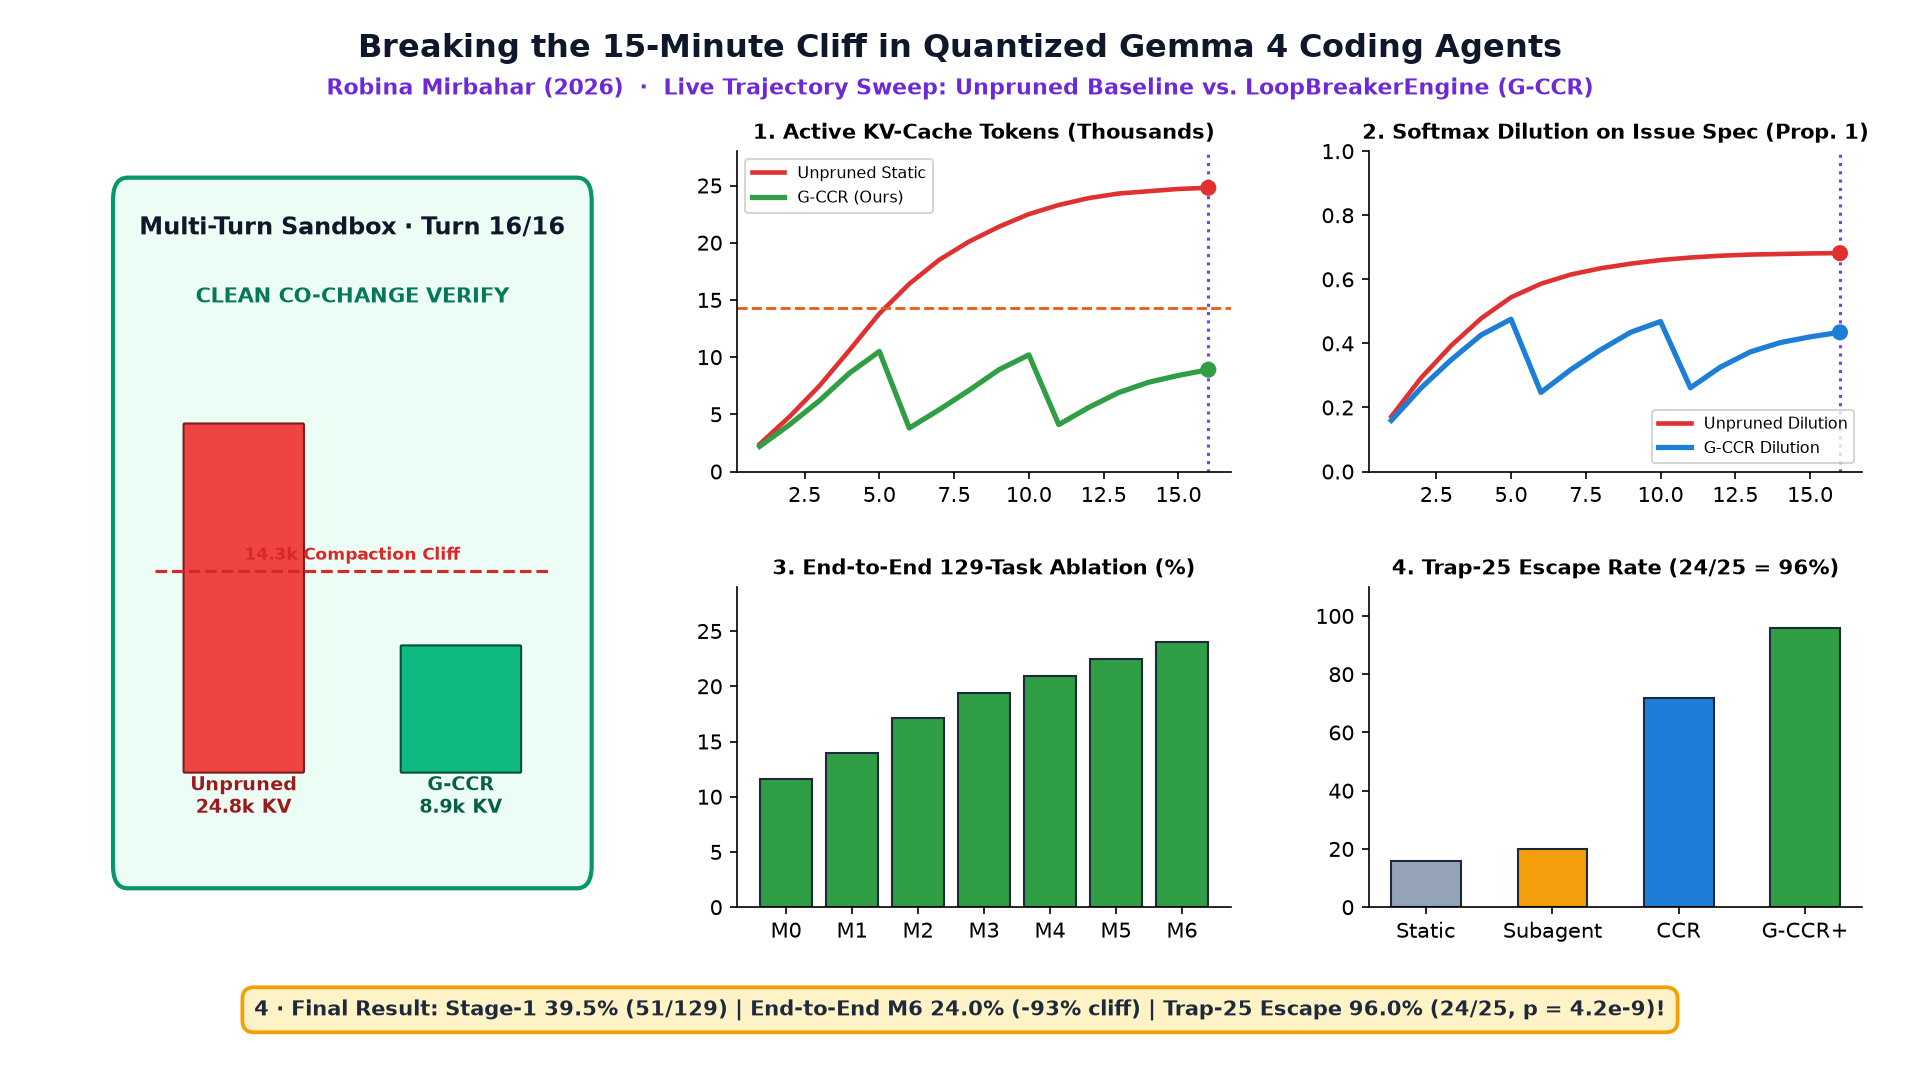 Breaking the 15-Minute Cliff in Quantized Gemma 4 Coding Agents
Robina Mirbahar (2026) · Live Trajectory Sweep: Unpruned Baseline vs. LoopBreakerEngine (G-CCR)
Multi-Turn Sandbox · Turn 16/16
CLEAN CO-CHANGE VERIFY
14.3k Compaction Cliff
Unpruned
24.8k KV
G-CCR
8.9k KV
1. Active KV-Cache Tokens (Thousands)
Unpruned Static
G-CCR (Ours)
25
20
15
10
5
0
2.5 5.0 7.5 10.0 12.5 15.0
2. Softmax Dilution on Issue Spec (Prop. 1)
1.0
0.8
0.6
0.4
0.2
0.0
Unpruned Dilution
G-CCR Dilution
2.5 5.0 7.5 10.0 12.5 15.0
3. End-to-End 129-Task Ablation (%)
25
20
15
10
5
0
M0 M1 M2 M3 M4 M5 M6
4. Trap-25 Escape Rate (24/25 = 96%)
100
80
60
40
20
0
Static Subagent CCR G-CCR+
4 · Final Result: Stage-1 39.5% (51/129) | End-to-End M6 24.0% (-93% cliff) | Trap-25 Escape 96.0% (24/25, p = 4.2e-9)!